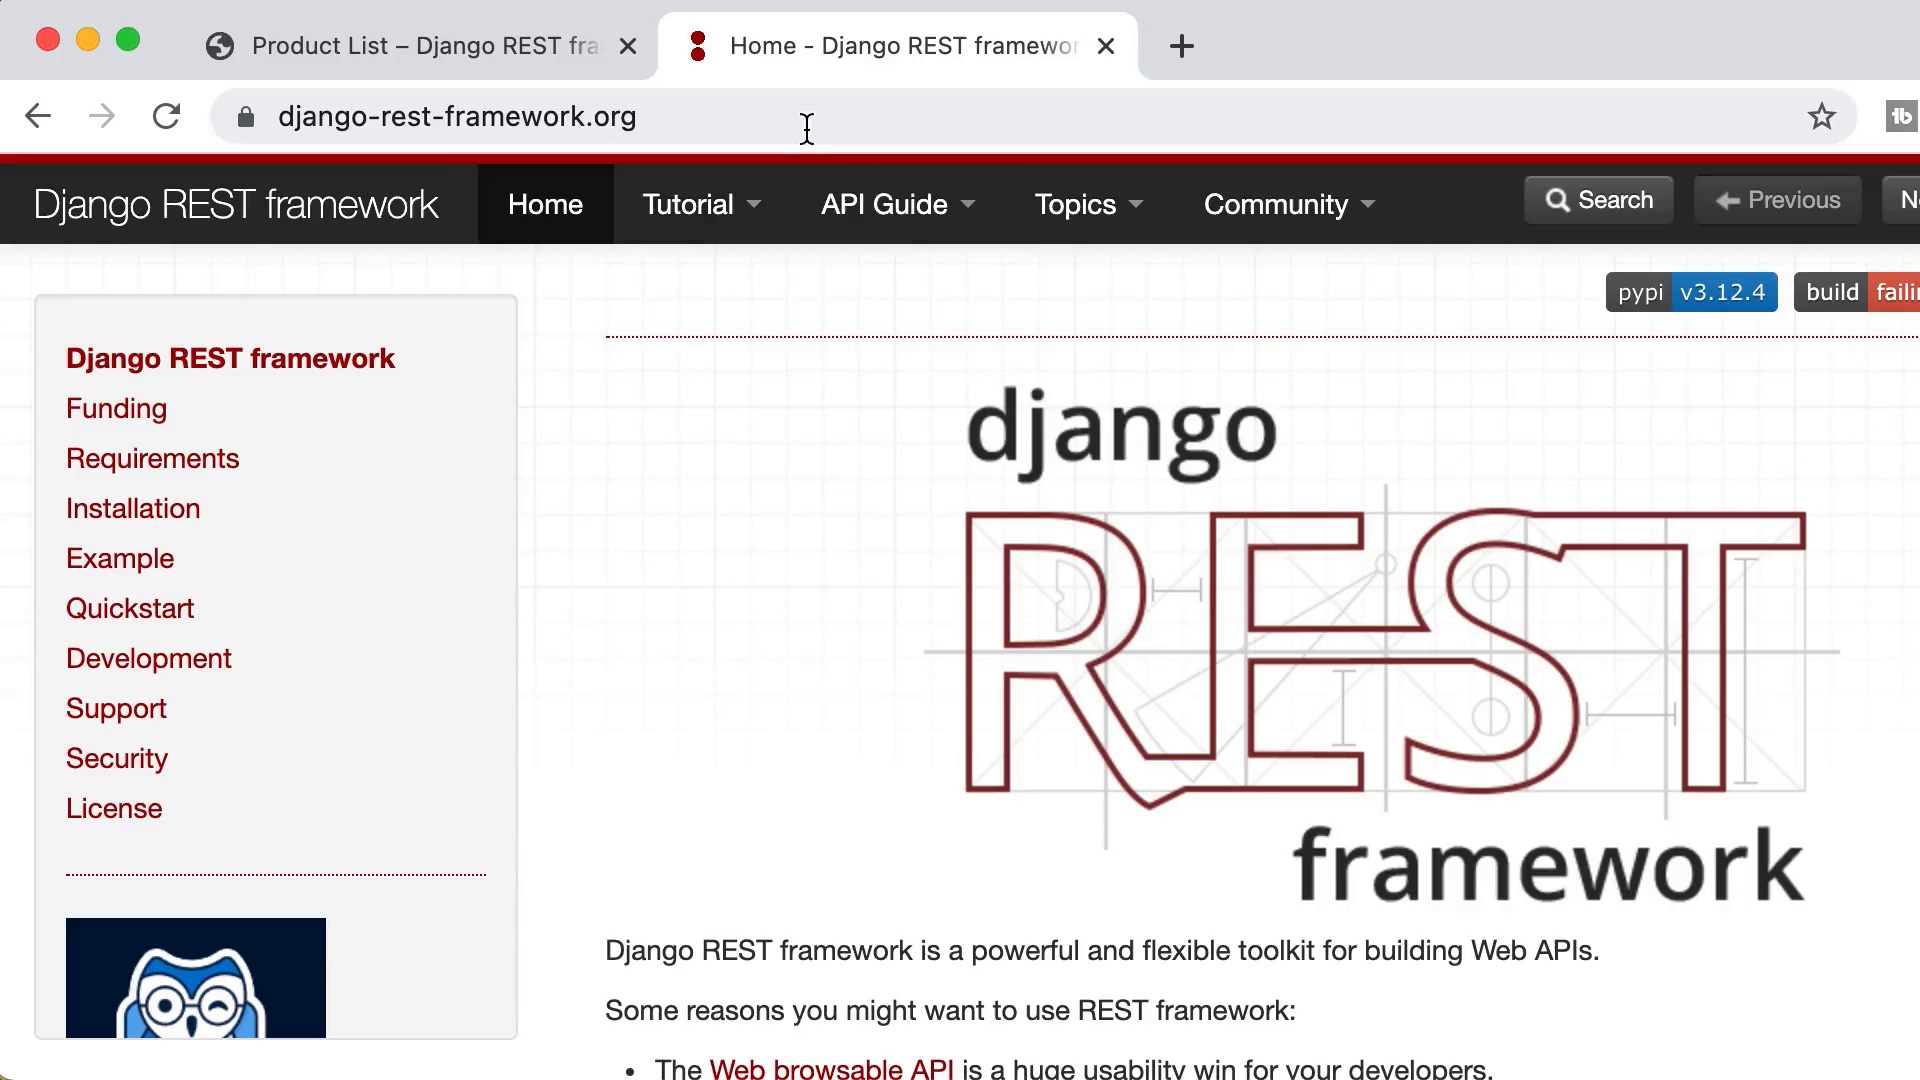 Product List – Django REST fra
Home - Django REST framewor
django-rest-framework.org
Django REST framework
Home
Tutorial
API Guide
Topics
Community
Search
Previous
pypi v3.12.4
build
Django REST framework
Funding
Requirements
Installation
Example
Quickstart
Development
Support
Security
License
django
REST
framework
Django REST framework is a powerful and flexible toolkit for building Web APIs.
Some reasons you might want to use REST framework:
• The Web browsable API is a huge usability win for your developers.